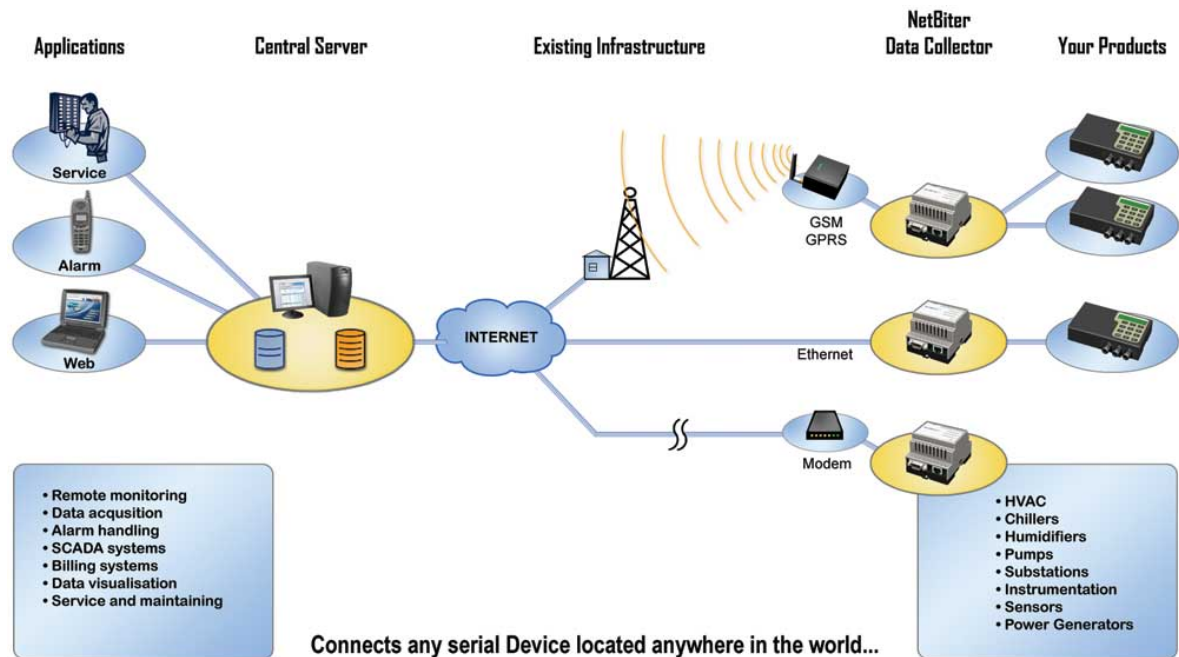 Applications
Central Server
Existing Infrastructure
NetBiter
Data Collector
Your Products
Service
Alarm
Web
INTERNET
GSM
GPRS
Ethernet
Modem
• Remote monitoring
• Data acqusition
• Alarm handling
• SCADA systems
• Billing systems
• Data visualisation
• Service and maintaining
• HVAC
• Chillers
• Humidifiers
• Pumps
• Substations
• Instrumentation
• Sensors
• Power Generators
Connects any serial Device located anywhere in the world...